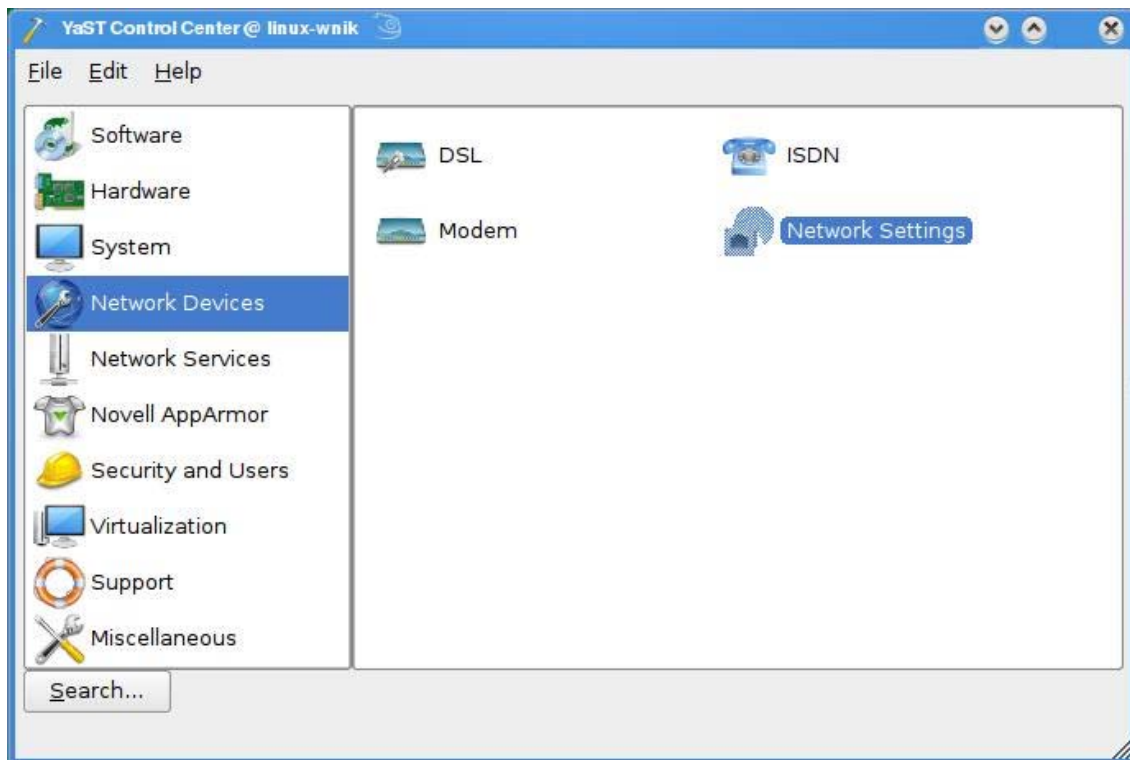 YaST Control Center @ linux-wnik
File Edit Help
Software
Hardware
System
Network Devices
Network Services
Novell AppArmor
Security and Users
Virtualization
Support
Miscellaneous
DSL
ISDN
Modem
Network Settings
Search...